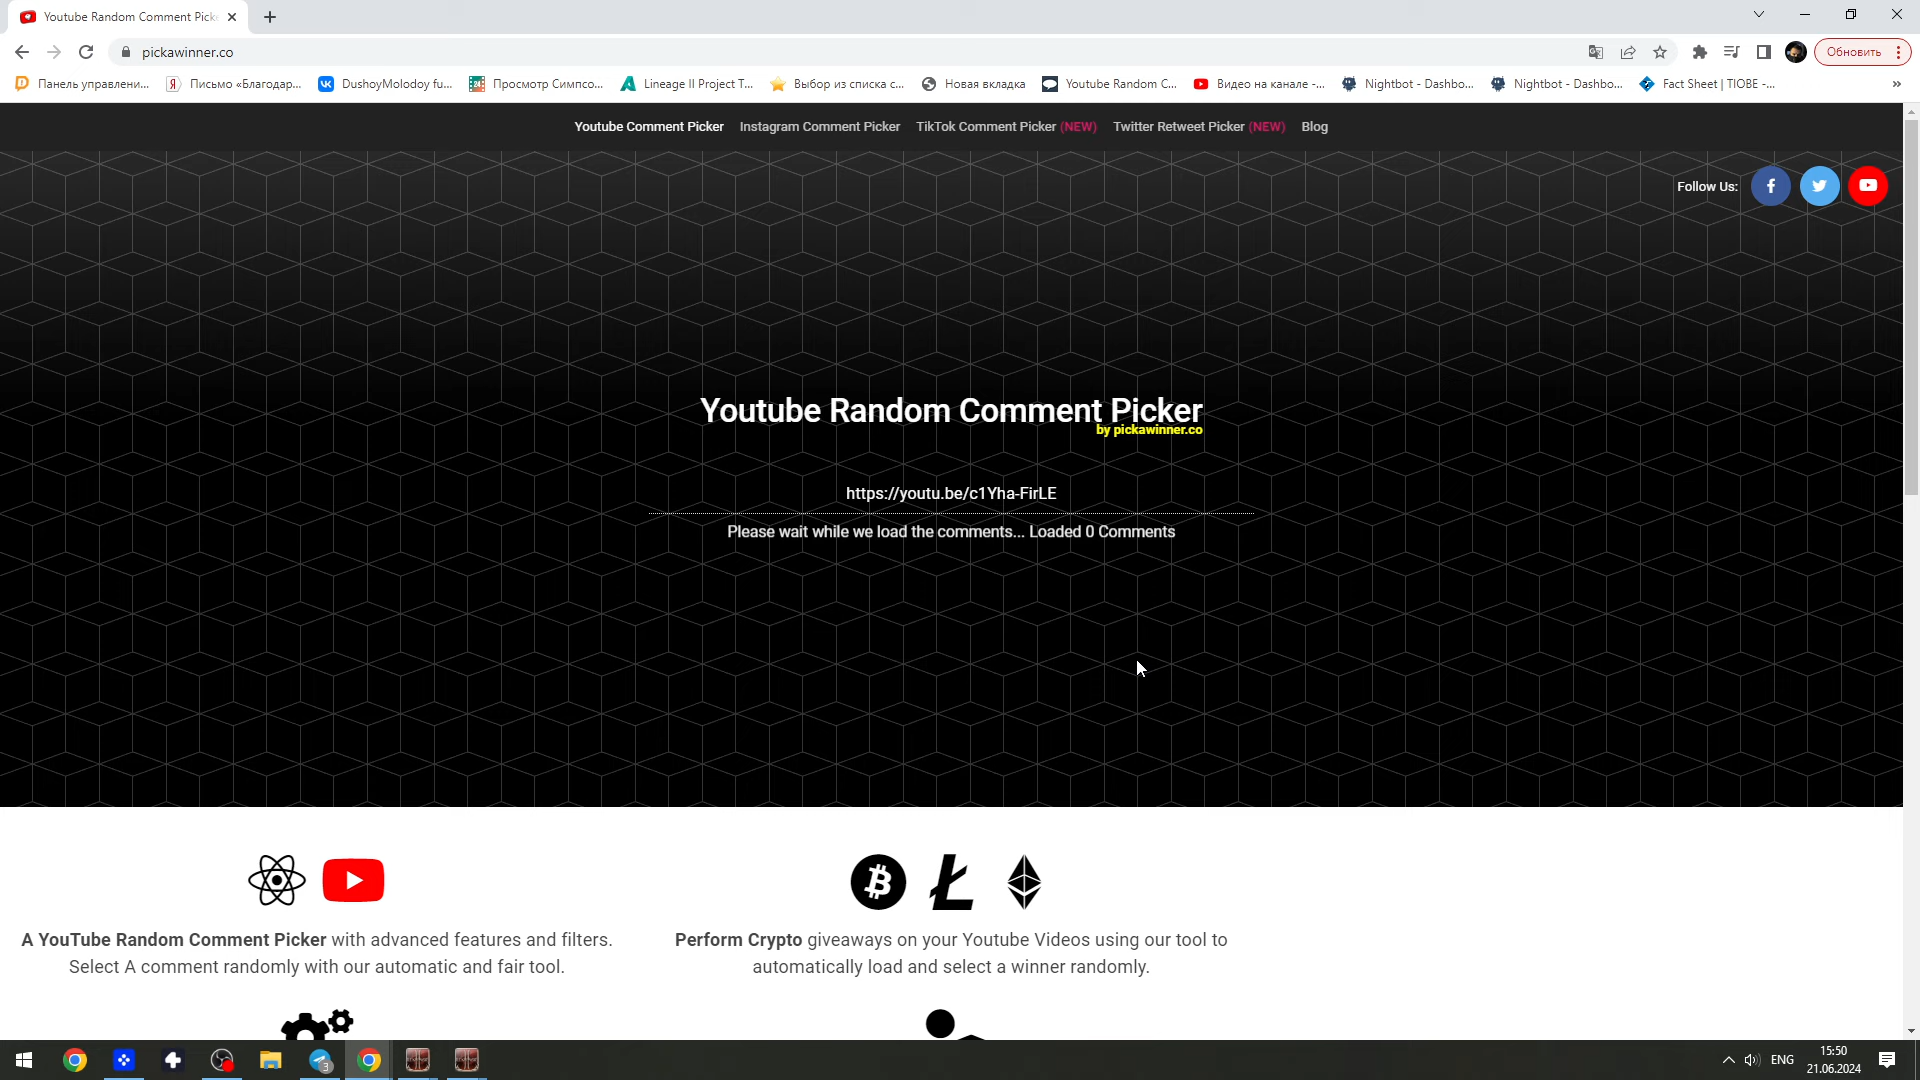 Youtube Random Comment Pick
pickawinner.co
Обновить
Панель управлени...
Письмо «Благодар...
DushoyMolodoy fu...
Просмотр Симпсо...
Lineage II Project T...
Выбор из списка с...
Новая вкладка
Youtube Random C...
Видео на канале -...
Nightbot - Dashbo...
Nightbot - Dashbo...
Fact Sheet | TIOBE -...
»
Youtube Comment Picker
Instagram Comment Picker
TikTok Comment Picker (NEW)
Twitter Retweet Picker (NEW)
Blog
Follow Us:
Youtube Random Comment Picker
by pickawinner.co
https://youtu.be/c1Yha-FirLE
Please wait while we load the comments... Loaded 0 Comments
A YouTube Random Comment Picker with advanced features and filters.
Select A comment randomly with our automatic and fair tool.
Perform Crypto giveaways on your Youtube Videos using our tool to
automatically load and select a winner randomly.
3
ENG
15:50
21.06.2024